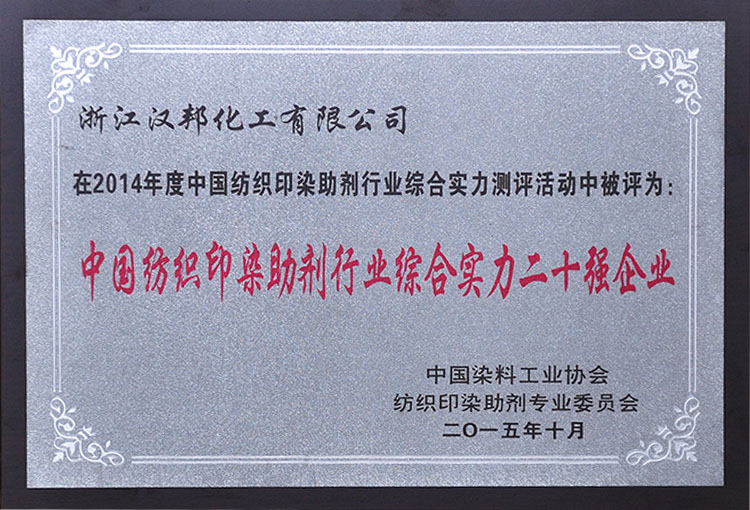 浙江汉邦化工有限公司
在2014年度中国纺织印染助剂行业综合实力测评活动中被评为：
中国纺织印染助剂行业综合实力二十强企业
中国染料工业协会
纺织印染助剂专业委员会
二〇一五年十月